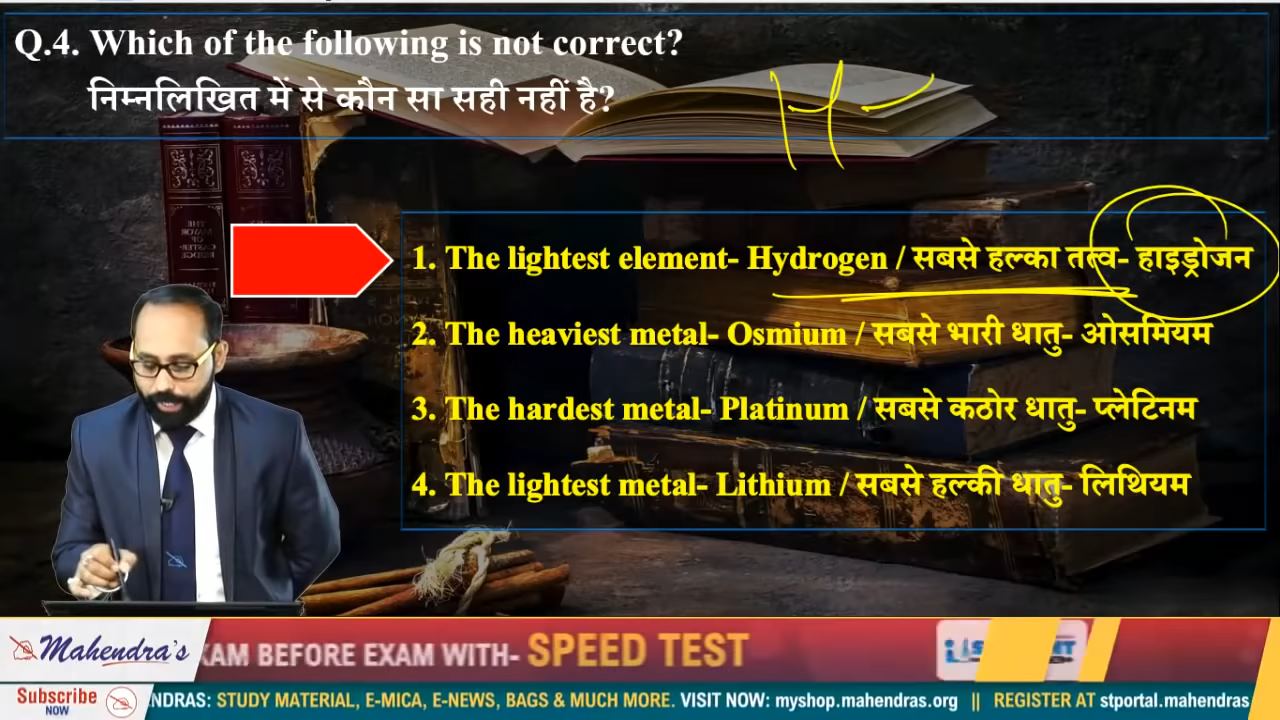 Q.4. Which of the following is not correct?
निम्नलिखित में से कौन सा सही नहीं है?
H-
1. The lightest element- Hydrogen / सबसे हल्का तत्व- हाइड्रोजन
2. The heaviest metal- Osmium / सबसे भारी धातु- ओसमियम
3. The hardest metal- Platinum / सबसे कठोर धातु- प्लेटिनम
4. The lightest metal- Lithium / सबसे हल्की धातु- लिथियम
Mahendra's
BEFORE EXAM WITH- SPEED TEST
Subscribe
NOW
STUDY MATERIAL, E-MICA, E-NEWS, BAGS & MUCH MORE. VISIT NOW: myshop.mahendras.org || REGISTER AT stportal.mahendras